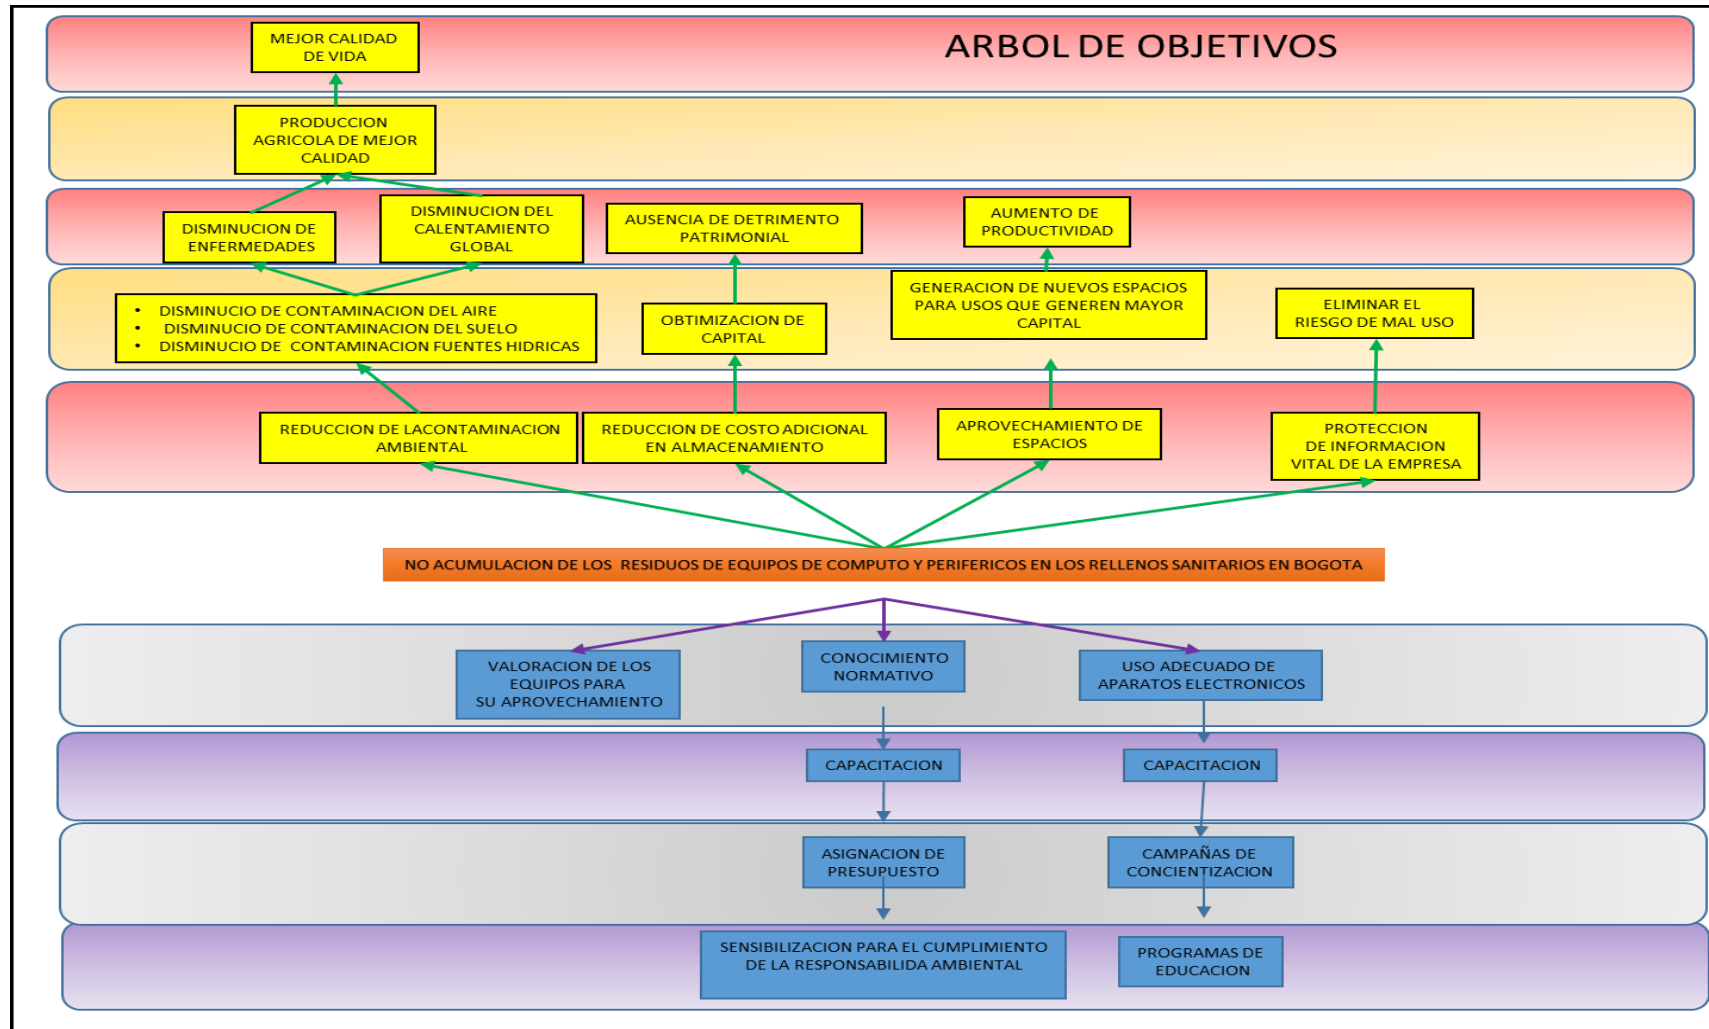 ARBOL DE OBJETIVOS
MEJOR CALIDAD
DE VIDA
PRODUCCION
AGRICOLA DE MEJOR
CALIDAD
DISMINUCION DE
ENFERMEDADES
DISMINUCION DEL
CALENTAMIENTO
GLOBAL
AUSENCIA DE DETRIMENTO
PATRIMONIAL
AUMENTO DE
PRODUCTIVIDAD
• DISMINUCIO DE CONTAMINACION DEL AIRE
• DISMINUCIO DE CONTAMINACION DEL SUELO
• DISMINUCIO DE CONTAMINACION FUENTES HIDRICAS
OBTIMIZACION DE
CAPITAL
GENERACION DE NUEVOS ESPACIOS
PARA USOS QUE GENEREN MAYOR
CAPITAL
ELIMINAR EL
RIESGO DE MAL USO
REDUCCION DE LACONTAMINACION
AMBIENTAL
REDUCCION DE COSTO ADICIONAL
EN ALMACENAMIENTO
APROVECHAMIENTO DE
ESPACIOS
PROTECCION
DE INFORMACION
VITAL DE LA EMPRESA
NO ACUMULACION DE LOS RESIDUOS DE EQUIPOS DE COMPUTO Y PERIFERICOS EN LOS RELLENOS SANITARIOS EN BOGOTA
VALORACION DE LOS
EQUIPOS PARA
SU APROVECHAMIENTO
CONOCIMIENTO
NORMATIVO
USO ADECUADO DE
APARATOS ELECTRONICOS
CAPACITACION
CAPACITACION
ASIGNACION DE
PRESUPUESTO
CAMPAÑAS DE
CONCIENTIZACION
SENSIBILIZACION PARA EL CUMPLIMIENTO
DE LA RESPONSABILIDA AMBIENTAL
PROGRAMAS DE
EDUCACION